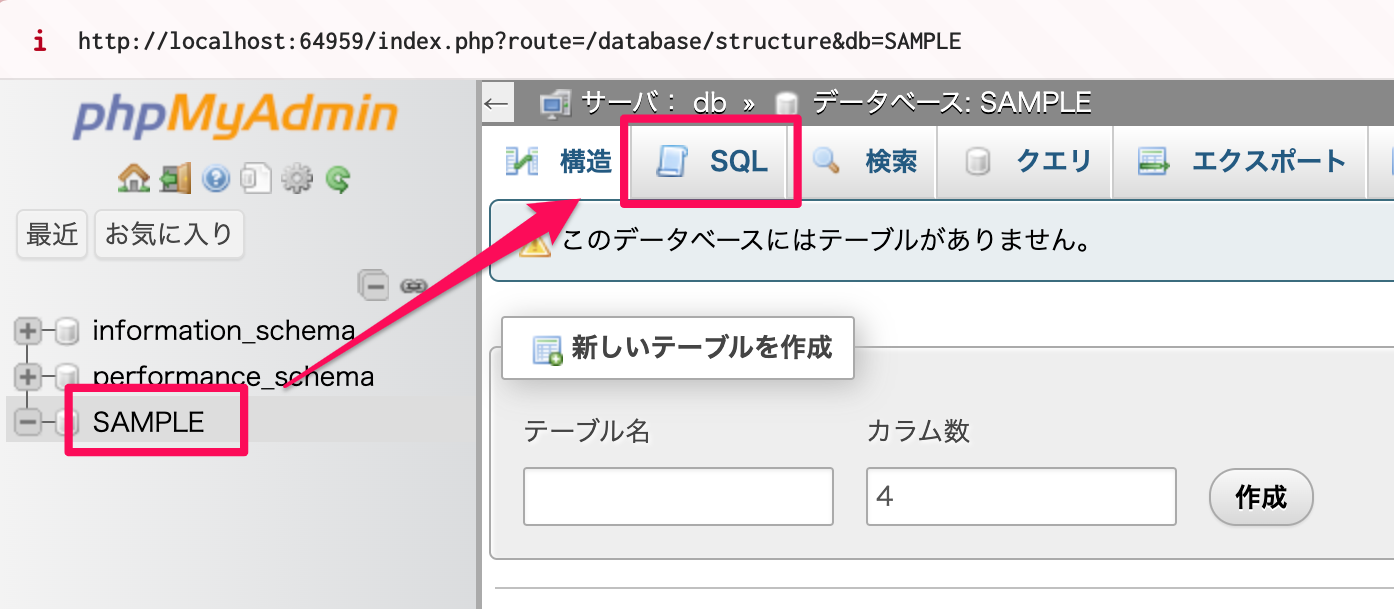 i http://localhost:64959/index.php?route=/database/structure&db=SAMPLE
phpMyAdmin
最近 お気に入り
information_schema
performance_schema
SAMPLE
← サーバ: db » データベース: SAMPLE
構造 SQL 検索 クエリ エクスポート
このデータベースにはテーブルがありません。
新しいテーブルを作成
テーブル名 カラム数
4 作成